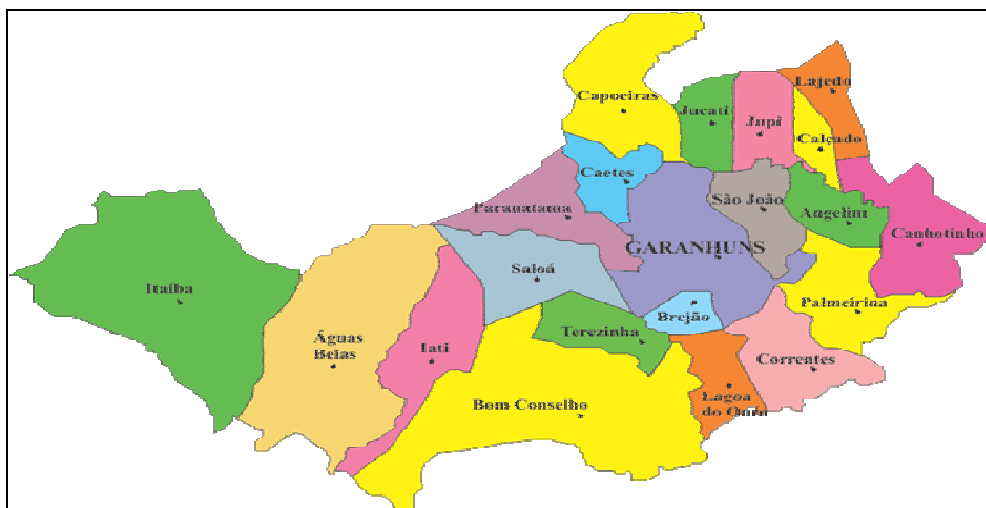 Lajedo
Capoeiras
Jucati
Jupi
Calçado
Caetes
São João
Paranatama
Angelim
Canhotinho
GARANHUNS
Saloá
Itaíba
Palmeirina
Brejão
Terezinha
Águas
Belas
Iati
Correntes
Lagoa
do Ouro
Bom Conselho